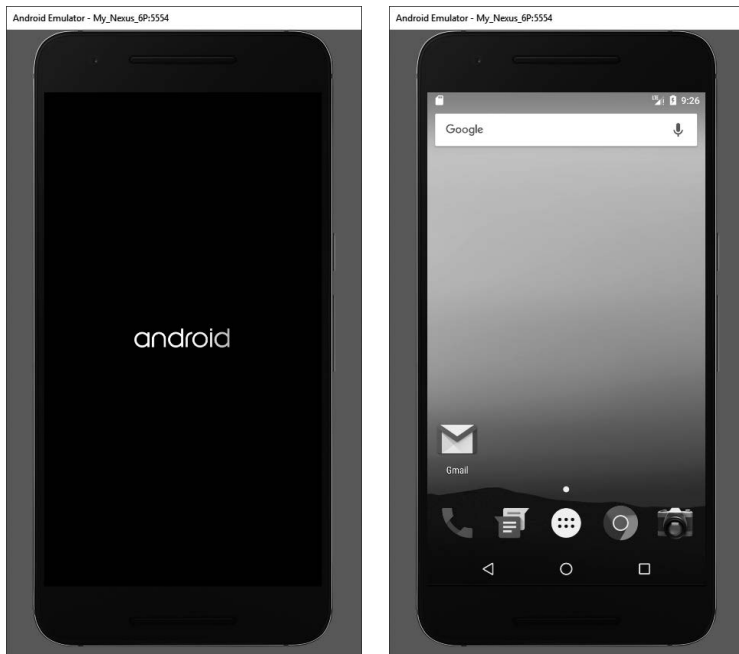 Android Emulator - My_Nexus_6P:5554
android
Android Emulator - My_Nexus_6P:5554
9:26
Google
Gmail